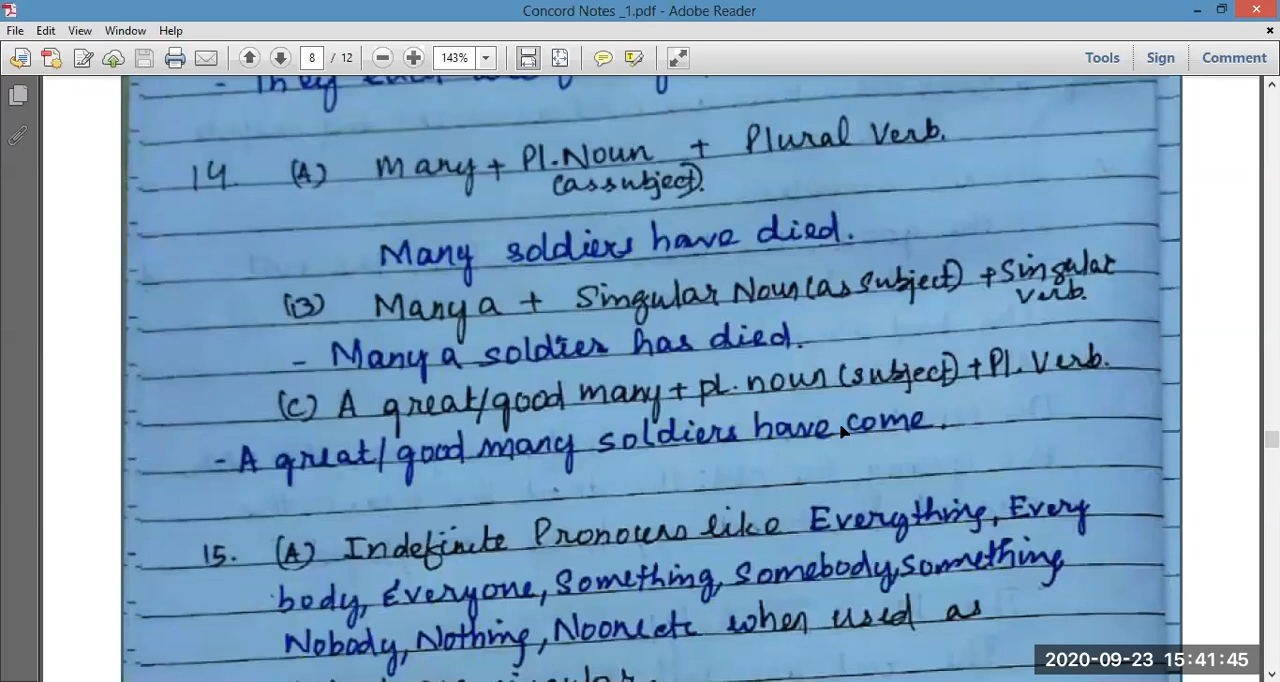 Concord Notes _1.pdf - Adobe Reader
File Edit View Window Help
8 / 12 143% Tools Sign Comment
- They
14. (A) Many + Pl. Noun + Plural Verb.
(as subject).
Many soldiers have died.
(B) Many a + Singular Noun (as subject) + Singular
verb.
- Many a soldier has died.
(C) A great/good many + pl. noun (subject) + Pl. Verb.
- A great/good many soldiers have come.
15. (A) Indefinite Pronouns like Everything, Every
body, Everyone, Something, Somebody, Something
Nobody, Nothing, Noone etc when used as
singular.
2020-09-23 15:41:45